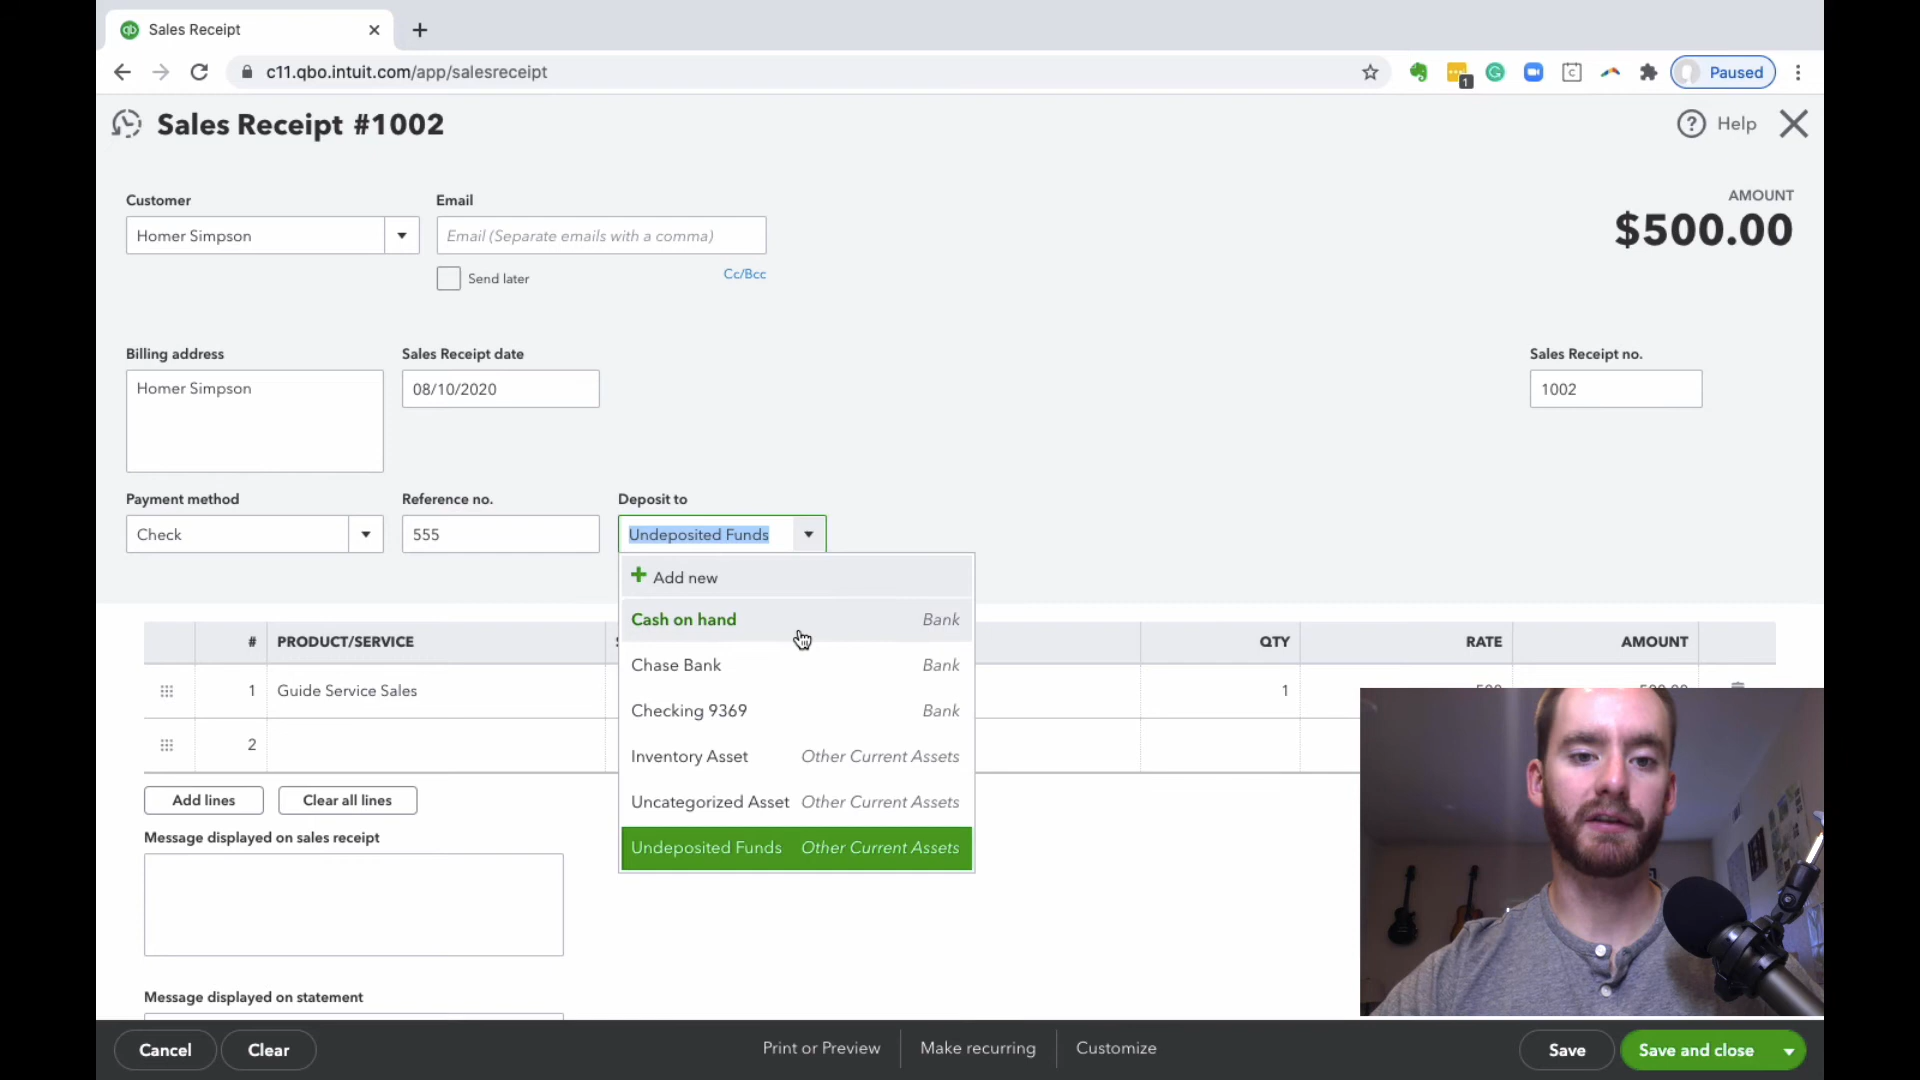 Sales Receipt
c11.qbo.intuit.com/app/salesreceipt
1
Paused
Sales Receipt #1002
Help
Customer
Email
AMOUNT
Homer Simpson
Email (Separate emails with a comma)
$500.00
Send later
Cc/Bcc
Billing address
Sales Receipt date
Sales Receipt no.
Homer Simpson
08/10/2020
1002
Payment method
Reference no.
Deposit to
Check
555
Undeposited Funds
Add new
Cash on hand Bank
Chase Bank Bank
Checking 9369 Bank
Inventory Asset Other Current Assets
Uncategorized Asset Other Current Assets
Undeposited Funds Other Current Assets
# PRODUCT/SERVICE QTY RATE AMOUNT
1 Guide Service Sales 1
2
Add lines
Clear all lines
Message displayed on sales receipt
Message displayed on statement
Cancel
Clear
Print or Preview
Make recurring
Customize
Save
Save and close